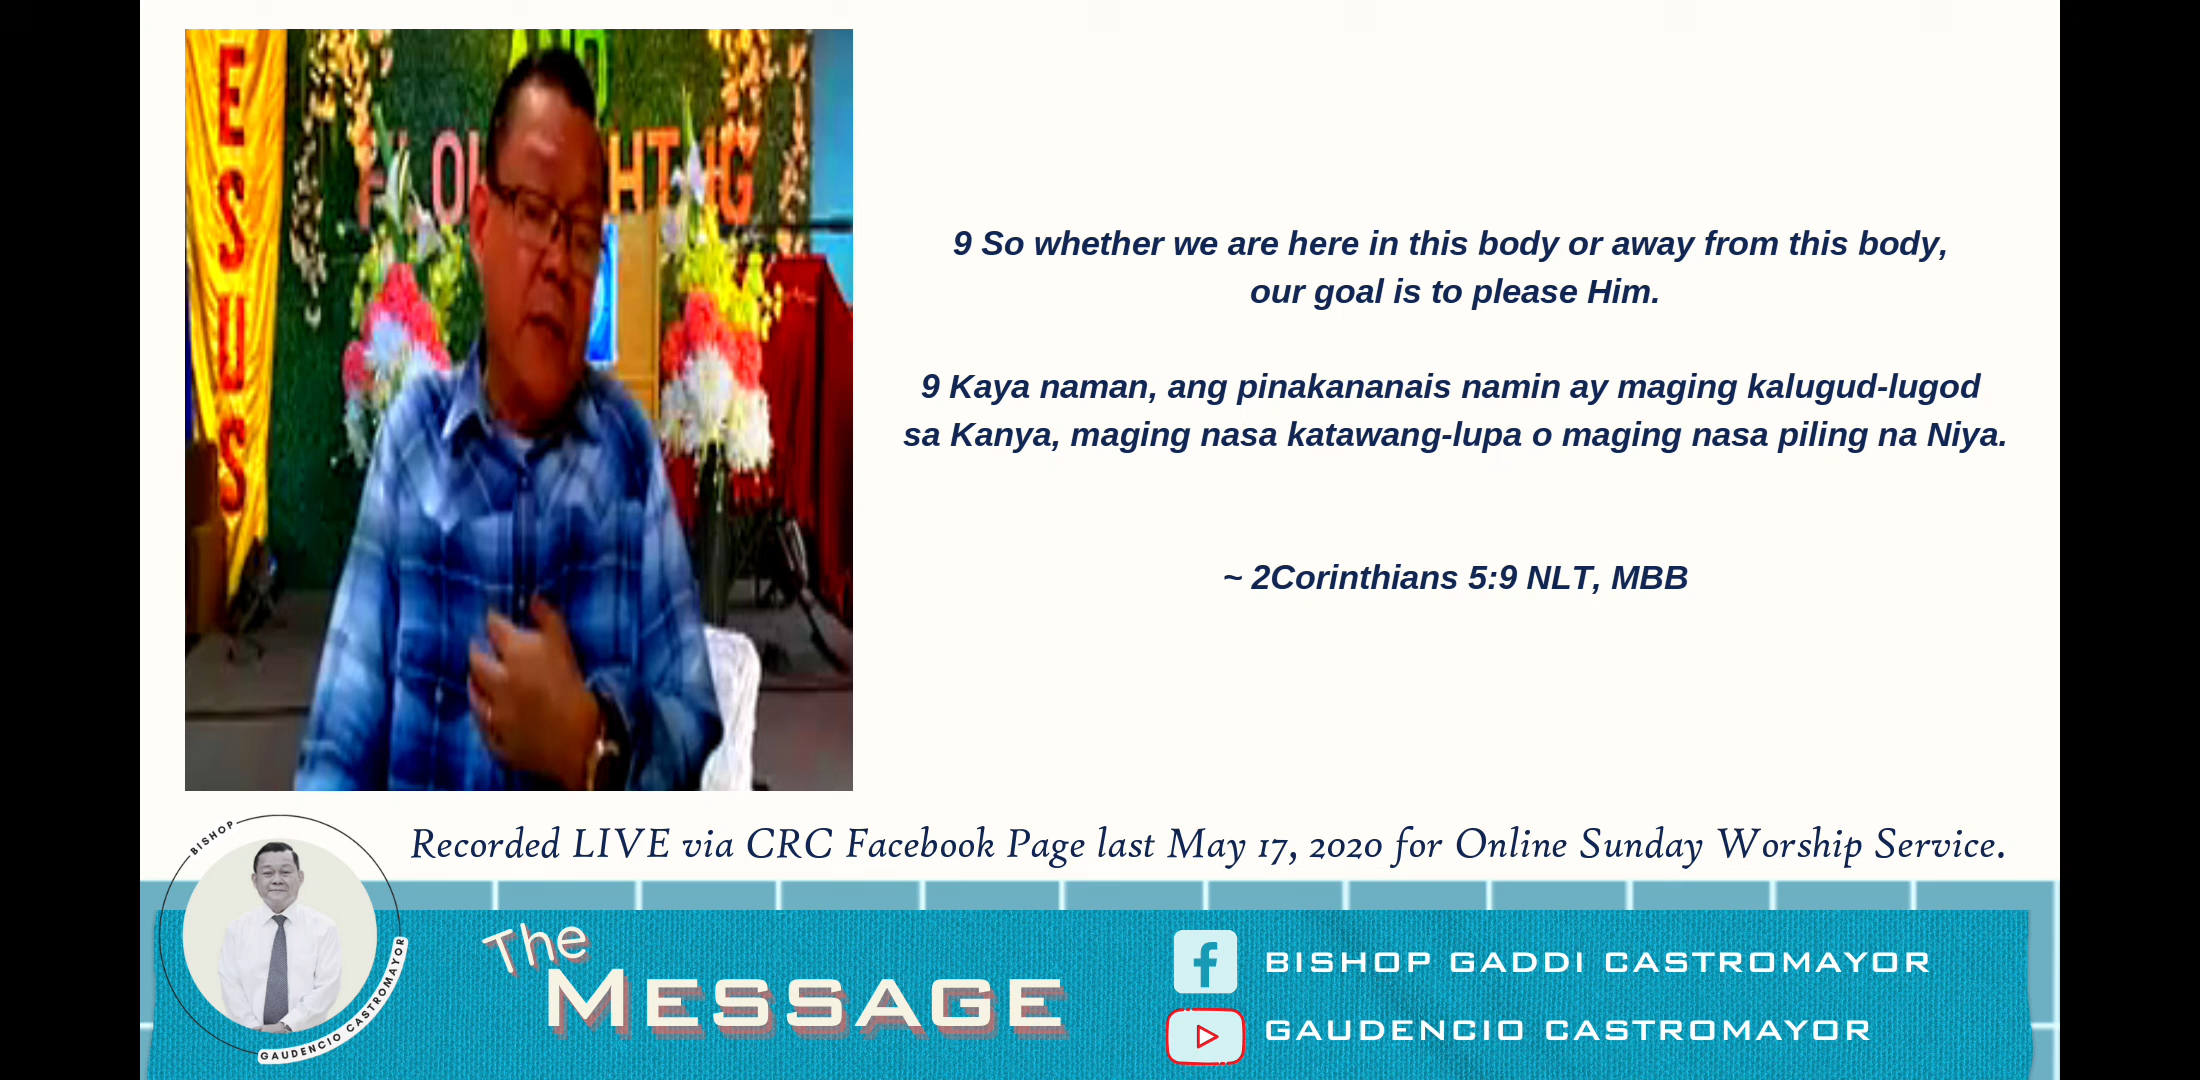 JESUS
AND
9 So whether we are here in this body or away from this body,
our goal is to please Him.
9 Kaya naman, ang pinakananais namin ay maging kalugud-lugod
sa Kanya, maging nasa katawang-lupa o maging nasa piling na Niya.
~ 2Corinthians 5:9 NLT, MBB
Recorded LIVE via CRC Facebook Page last May 17, 2020 for Online Sunday Worship Service.
BISHOP
GAUDENCIO CASTROMAYOR
The
MESSAGE
BISHOP GADDI CASTROMAYOR
GAUDENCIO CASTROMAYOR